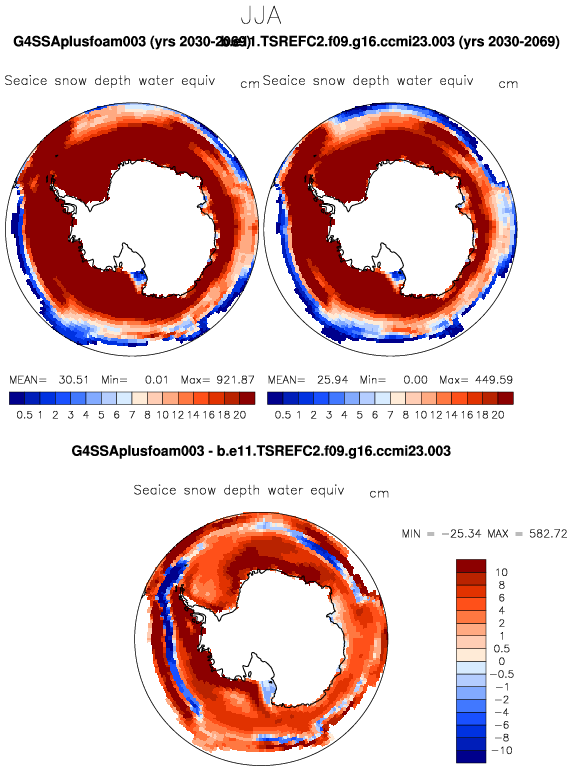 JJA
G4SSAplusfoam003 (yrs 2030-2069) b.e11.TSREFC2.f09.g16.ccmi23.003 (yrs 2030-2069)
Seaice snow depth water equiv cm Seaice snow depth water equiv cm
MEAN= 30.51 Min= 0.01 Max= 921.87 MEAN= 25.94 Min= 0.00 Max= 449.59
0.5 1 2 3 4 5 6 7 8 10 12 14 16 18 20 0.5 1 2 3 4 5 6 7 8 10 12 14 16 18 20
G4SSAplusfoam003 - b.e11.TSREFC2.f09.g16.ccmi23.003
Seaice snow depth water equiv cm
MIN = -25.34 MAX = 582.72
10
8
6
4
2
1
0.5
0
-0.5
-1
-2
-4
-6
-8
-10